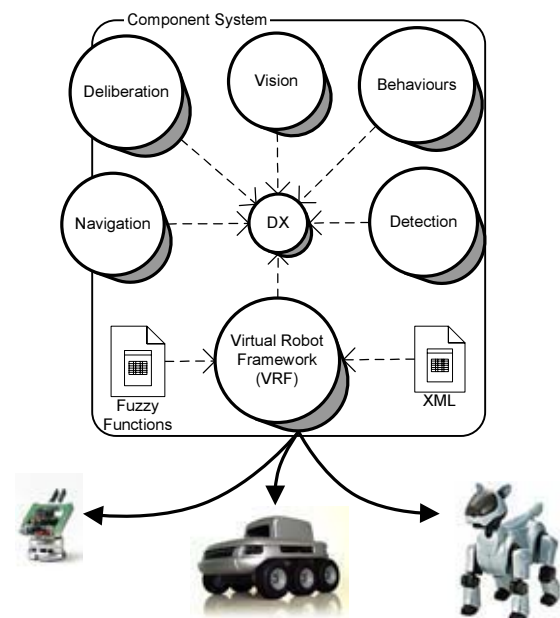 Component System
Deliberation
Vision
Behaviours
Navigation
DX
Detection
Virtual Robot
Framework
(VRF)
Fuzzy
Functions
XML